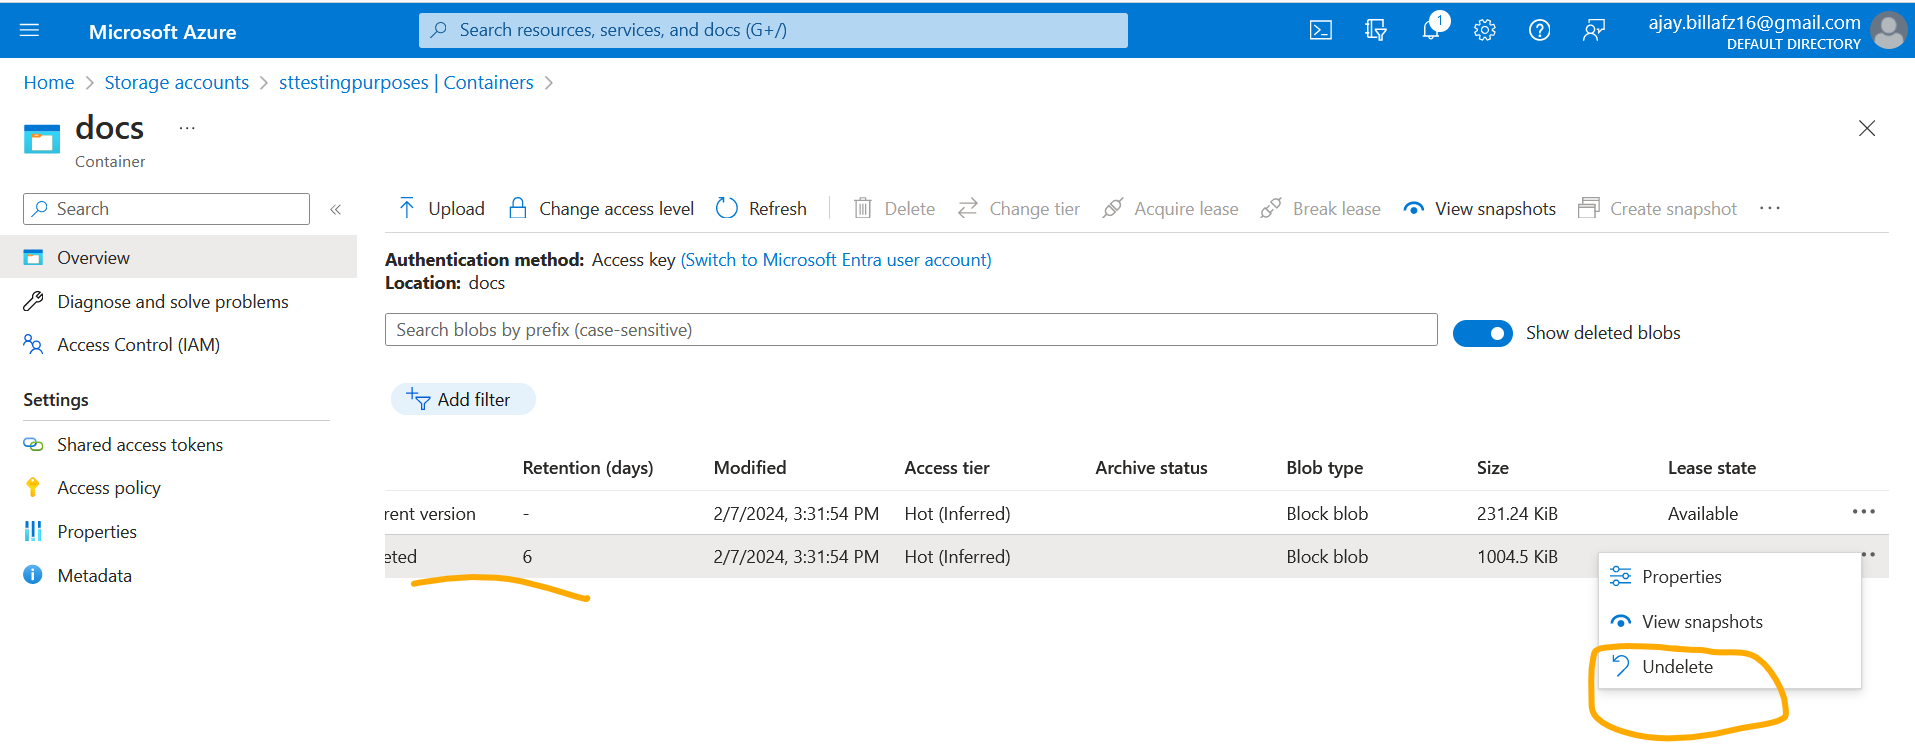 Microsoft Azure
Search resources, services, and docs (G+/)
1
ajay.billafz16@gmail.com
DEFAULT DIRECTORY
Home > Storage accounts > sttestingpurposes | Containers >
docs ...
Container
Search «
Upload Change access level Refresh Delete Change tier Acquire lease Break lease View snapshots Create snapshot ...
Overview
Diagnose and solve problems
Access Control (IAM)
Settings
Shared access tokens
Access policy
Properties
Metadata
Authentication method: Access key (Switch to Microsoft Entra user account)
Location: docs
Search blobs by prefix (case-sensitive)
Show deleted blobs
Add filter
Retention (days) Modified Access tier Archive status Blob type Size Lease state
rent version - 2/7/2024, 3:31:54 PM Hot (Inferred) Block blob 231.24 KiB Available ...
eted 6 2/7/2024, 3:31:54 PM Hot (Inferred) Block blob 1004.5 KiB
Properties
View snapshots
Undelete